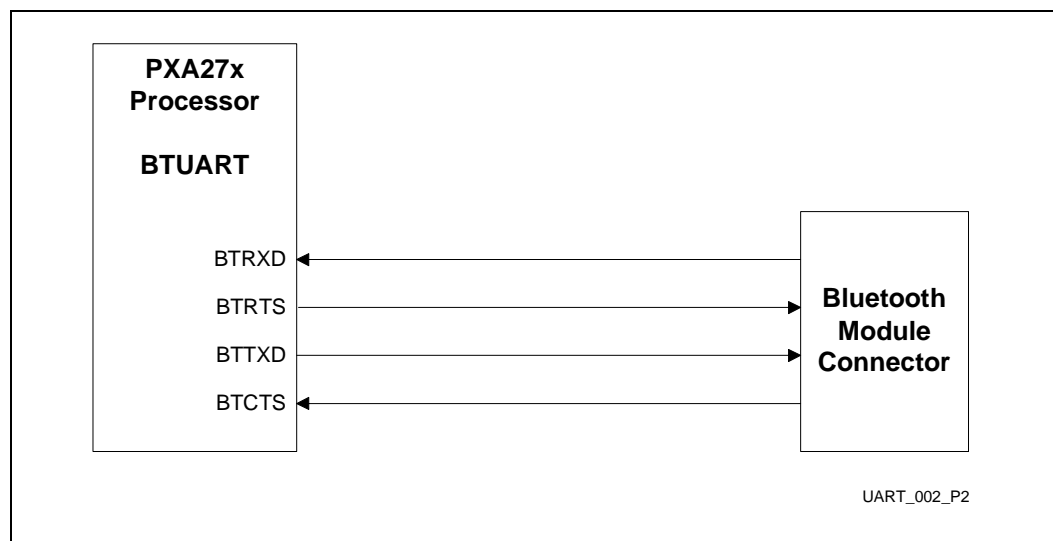 PXA27x
Processor
BTUART
BTRXD
BTRTS
BTTXD
BTCTS
Bluetooth
Module
Connector
UART_002_P2